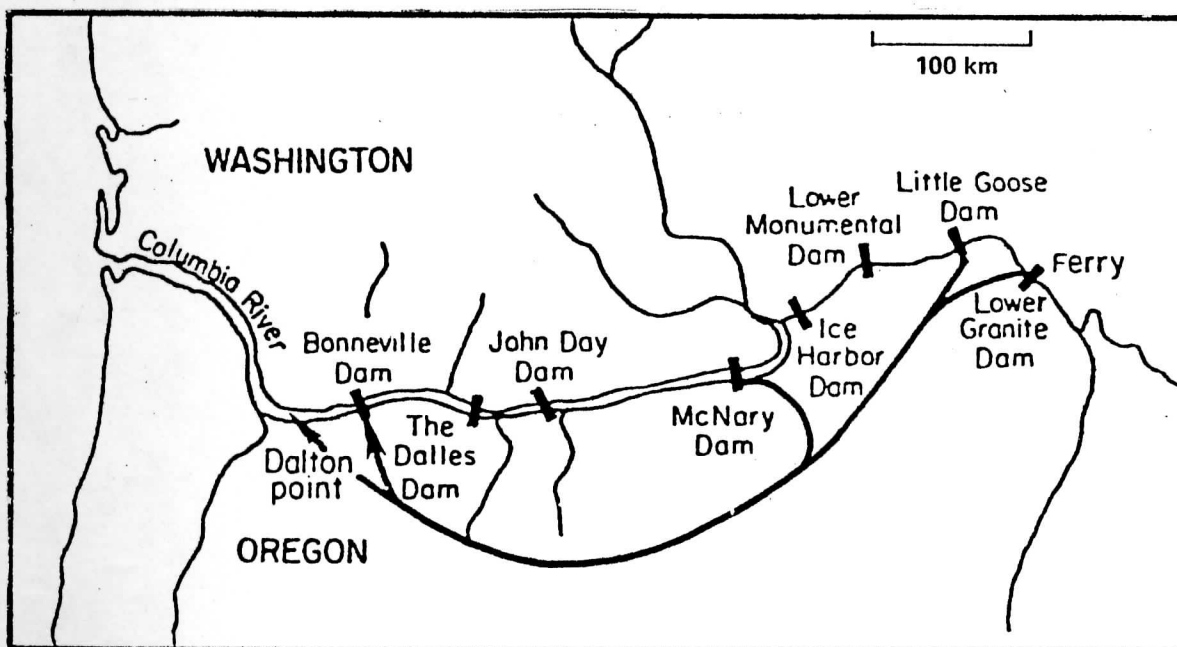 100 km
WASHINGTON
Columbia River
Little Goose
Dam
Lower
Monumental
Dam
Ferry
Lower
Granite
Dam
Ice
Harbor
Dam
Bonneville
Dam
John Day
Dam
McNary
Dam
The
Dalles
Dam
Dalton
point
OREGON